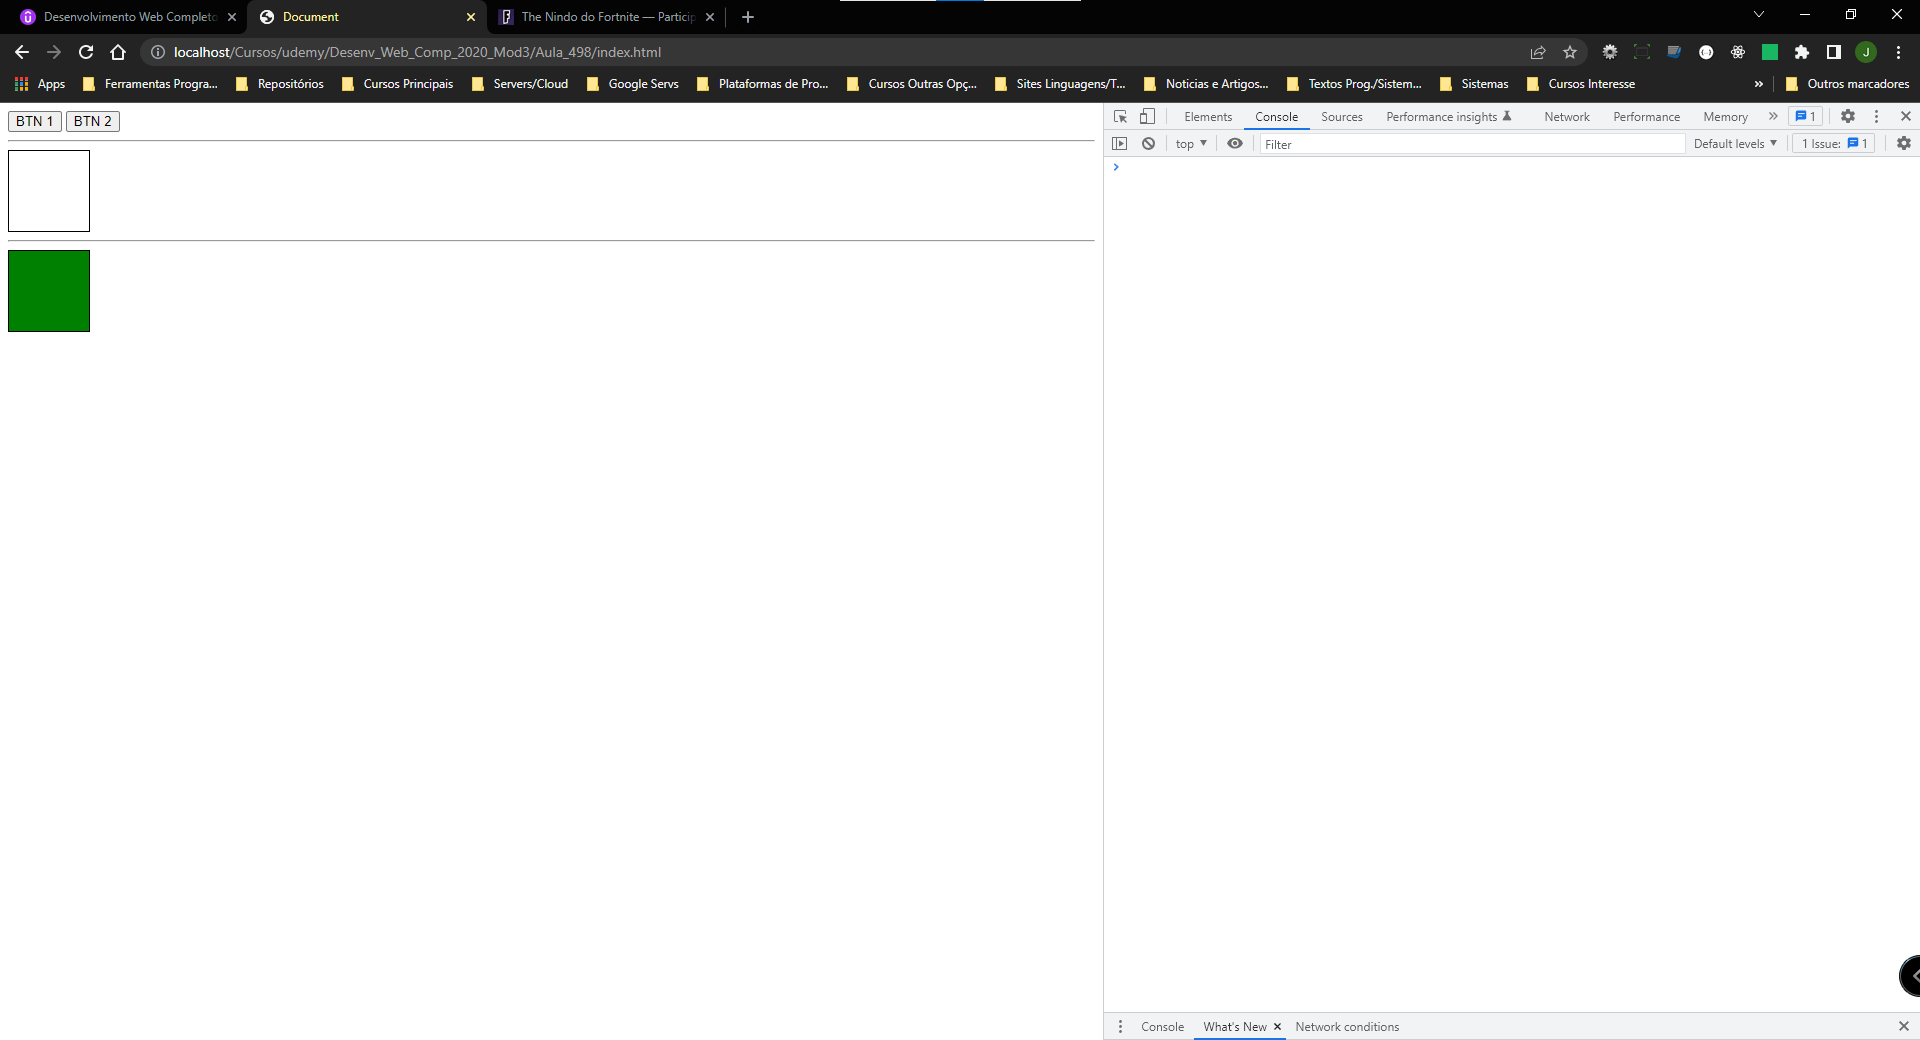 Desenvolvimento Web Completo
Document
The Nindo do Fortnite — Particip
localhost/Cursos/udemy/Desenv_Web_Comp_2020_Mod3/Aula_498/index.html
J
Apps Ferramentas Progra... Repositórios Cursos Principais Servers/Cloud Google Servs Plataformas de Pro... Cursos Outras Opç... Sites Linguagens/T... Noticias e Artigos... Textos Prog./Sistem... Sistemas Cursos Interesse » Outros marcadores
BTN 1 BTN 2
Elements Console Sources Performance insights Network Performance Memory » 1
top Filter Default levels 1 Issue: 1
Console What's New Network conditions